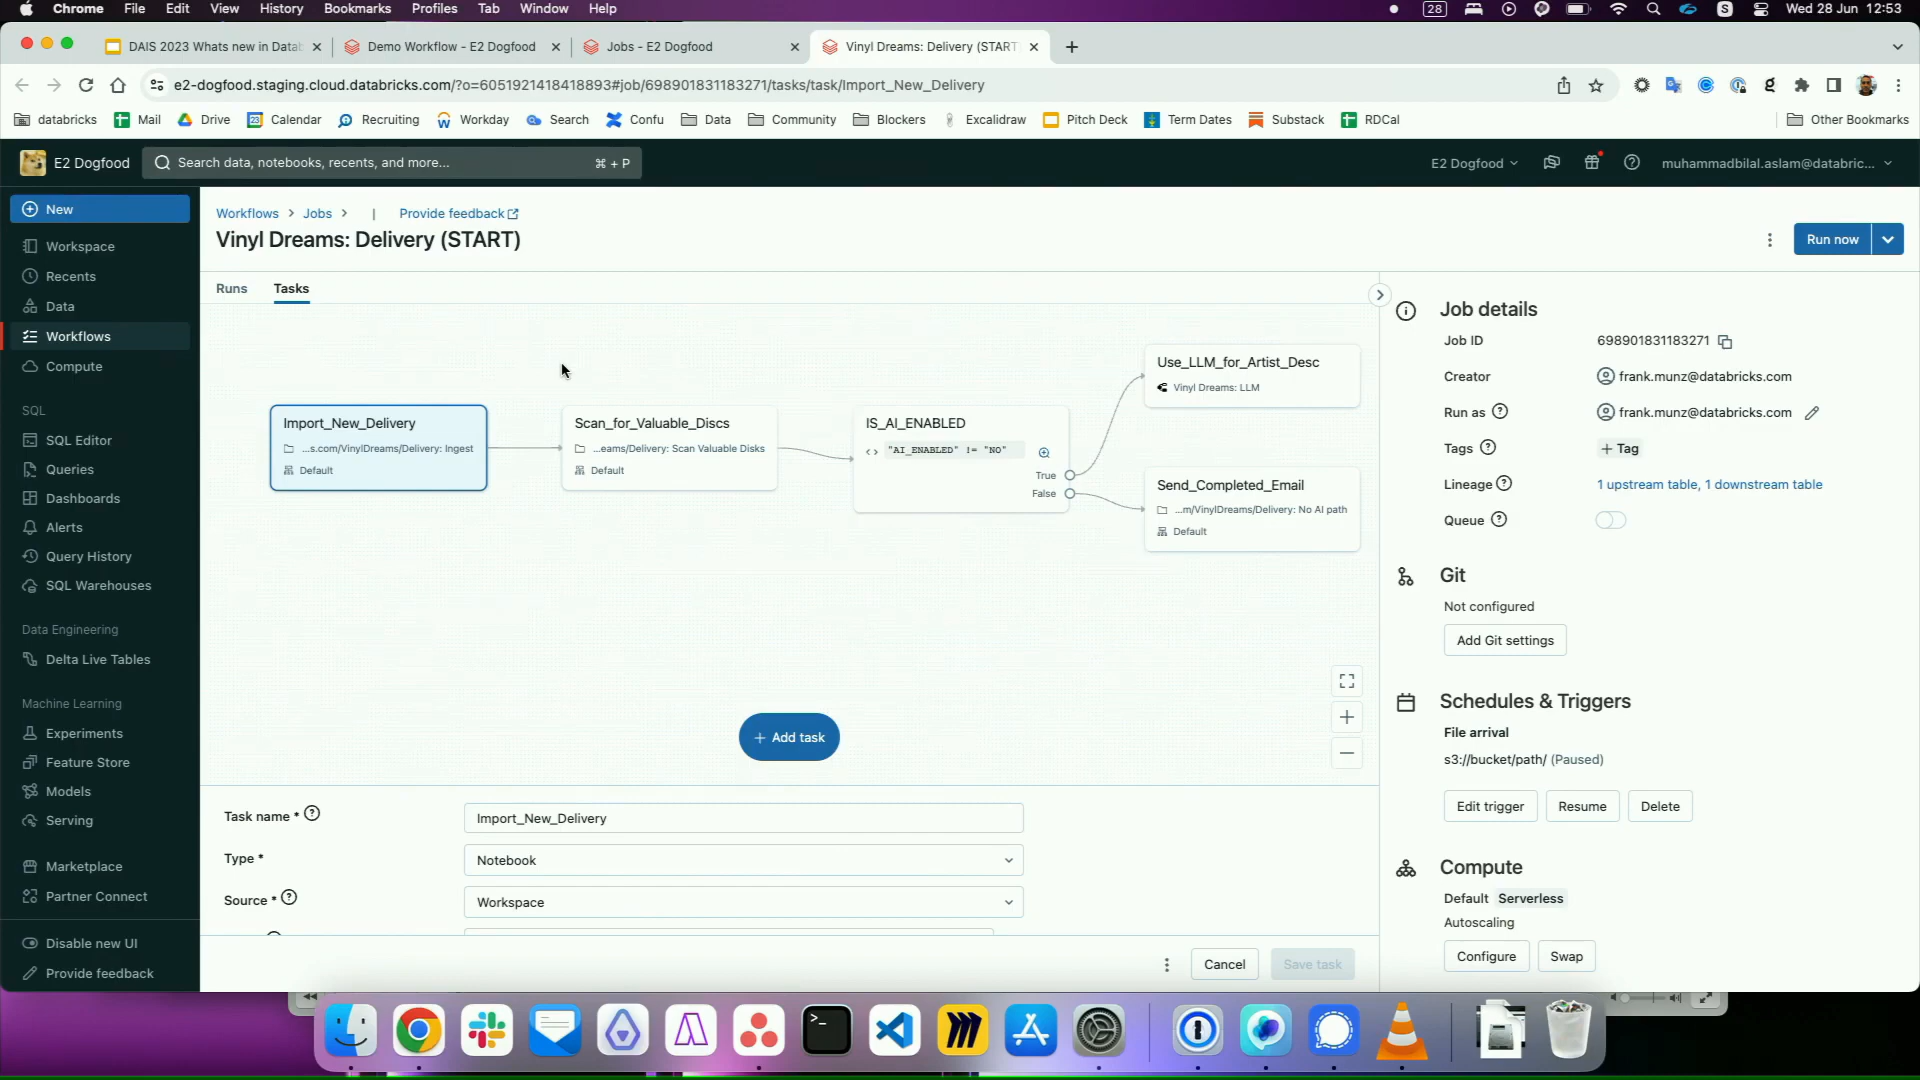 Chrome File Edit View History Bookmarks Profiles Tab Window Help 28 Wed 28 Jun 12:53
DAIS 2023 Whats new in Datab
Demo Workflow - E2 Dogfood
Jobs - E2 Dogfood
Vinyl Dreams: Delivery (START
e2-dogfood.staging.cloud.databricks.com/?o=6051921418418893#job/698901831183271/tasks/task/Import_New_Delivery
databricks Mail Drive Calendar Recruiting Workday Search Confu Data Community Blockers Excalidraw Pitch Deck Term Dates Substack RDCal Other Bookmarks
E2 Dogfood
Search data, notebooks, recents, and more...
⌘ + P
E2 Dogfood
muhammadbilal.aslam@databric...
New
Workspace
Recents
Data
Workflows
Compute
SQL
SQL Editor
Queries
Dashboards
Alerts
Query History
SQL Warehouses
Data Engineering
Delta Live Tables
Machine Learning
Experiments
Feature Store
Models
Serving
Marketplace
Partner Connect
Disable new UI
Provide feedback
Workflows > Jobs > | Provide feedback
Vinyl Dreams: Delivery (START)
Run now
Runs Tasks
Import_New_Delivery
...s.com/VinylDreams/Delivery: Ingest
Default
Scan_for_Valuable_Discs
...eams/Delivery: Scan Valuable Disks
Default
IS_AI_ENABLED
"AI_ENABLED" != "NO"
True
False
Use_LLM_for_Artist_Desc
Vinyl Dreams: LLM
Send_Completed_Email
...m/VinylDreams/Delivery: No AI path
Default
+ Add task
Task name *
Import_New_Delivery
Type *
Notebook
Source *
Workspace
Cancel
Save task
Job details
Job ID 698901831183271
Creator frank.munz@databricks.com
Run as frank.munz@databricks.com
Tags + Tag
Lineage 1 upstream table, 1 downstream table
Queue
Git
Not configured
Add Git settings
Schedules & Triggers
File arrival
s3://bucket/path/ (Paused)
Edit trigger Resume Delete
Compute
Default Serverless
Autoscaling
Configure Swap